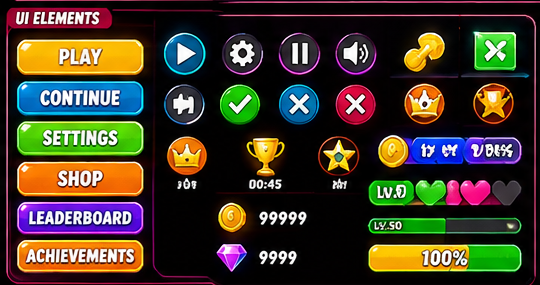 UI ELEMENTS
PLAY
CONTINUE
SETTINGS
SHOP
LEADERBOARD
ACHIEVEMENTS
00:45
99999
9999
LV.50
100%